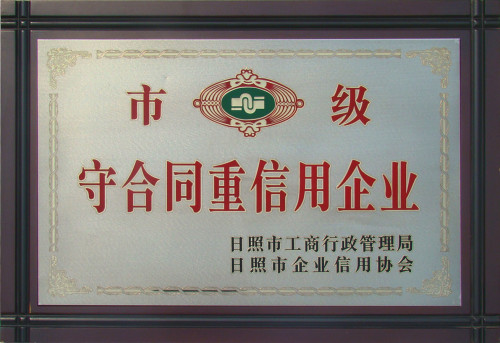 市 级
守合同重信用企业
日照市工商行政管理局
日照市企业信用协会